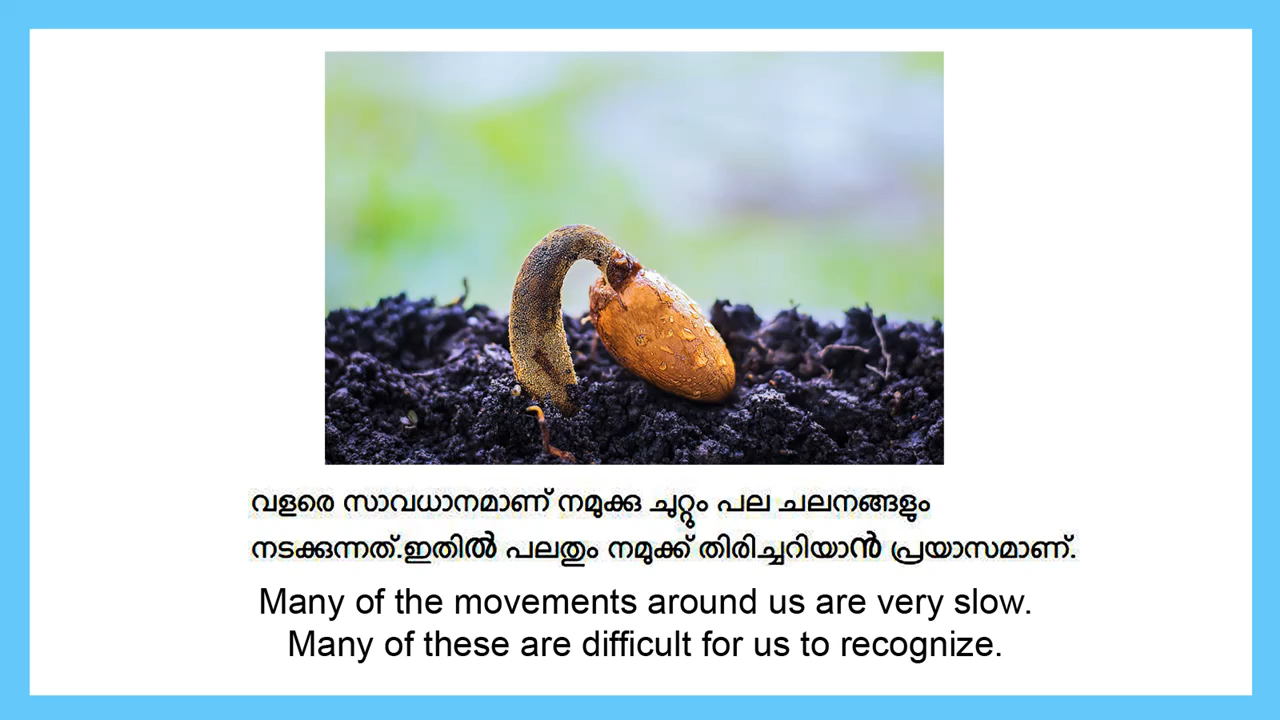 വളരെ സാവധാനമാണ് നമുക്കു ചുറ്റും പല ചലനങ്ങളും
നടക്കുന്നത്.ഇതിൽ പലതും നമുക്ക് തിരിച്ചറിയാൻ പ്രയാസമാണ്.
Many of the movements around us are very slow.
Many of these are difficult for us to recognize.